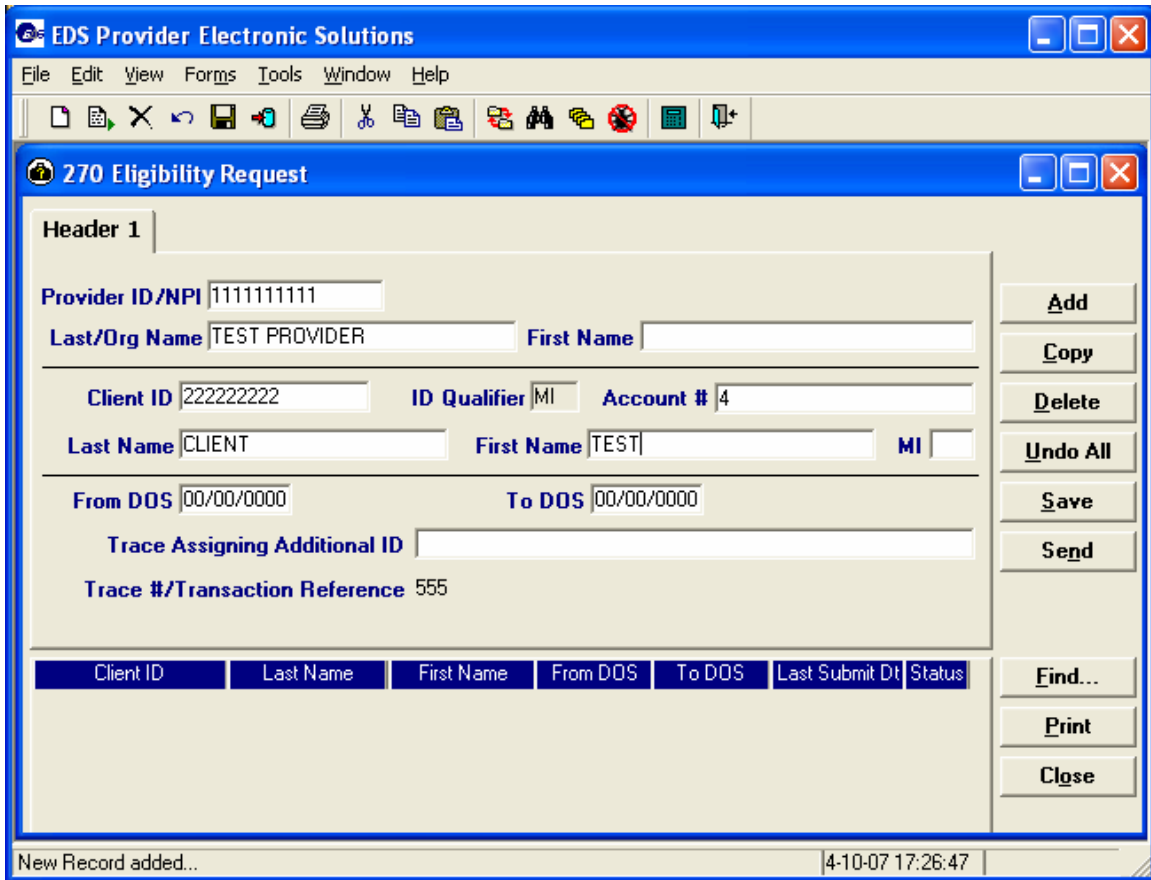 EDS Provider Electronic Solutions
File Edit View Forms Tools Window Help
270 Eligibility Request
Header 1
Provider ID/NPI 1111111111
Last/Org Name TEST PROVIDER First Name
Client ID 222222222 ID Qualifier MI Account # 4
Last Name CLIENT First Name TEST MI
From DOS 00/00/0000 To DOS 00/00/0000
Trace Assigning Additional ID
Trace #/Transaction Reference 555
Add
Copy
Delete
Undo All
Save
Send
Client ID Last Name First Name From DOS To DOS Last Submit Dt Status
Find...
Print
Close
New Record added... 4-10-07 17:26:47